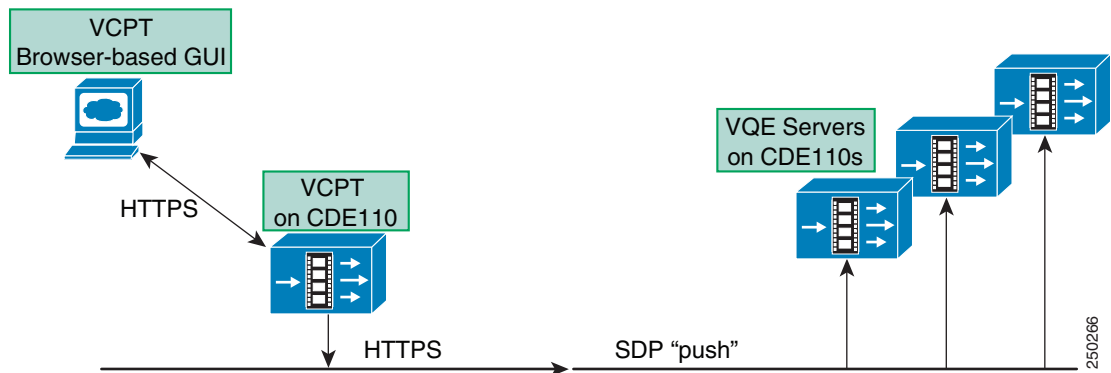 VCPT
Browser-based GUI
HTTPS
VCPT
on CDE110
VQE Servers
on CDE110s
HTTPS
SDP “push”
250266